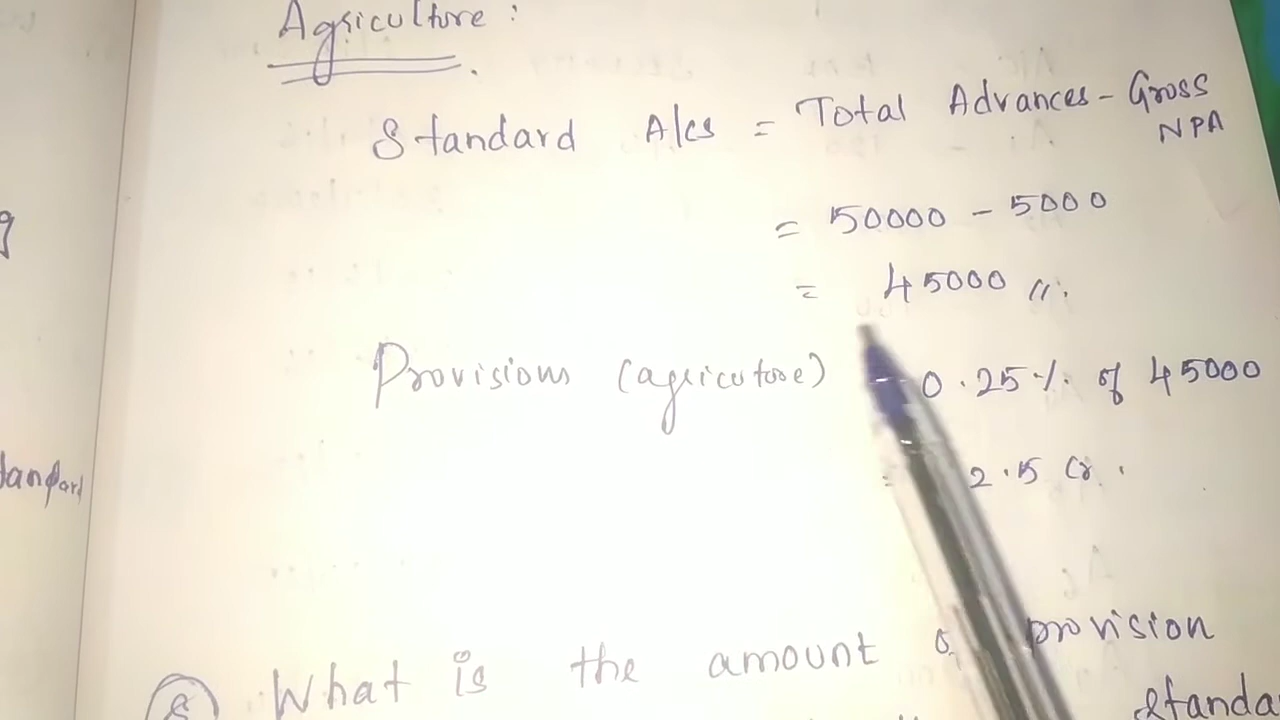 Agriculture :
Standard A/cs = Total Advances - Gross NPA
= 50000 - 5000
= 45000 //.
Provisions (agriculture) - 0.25%. of 45000
2.5 Cr.
What is the amount provision
Standa